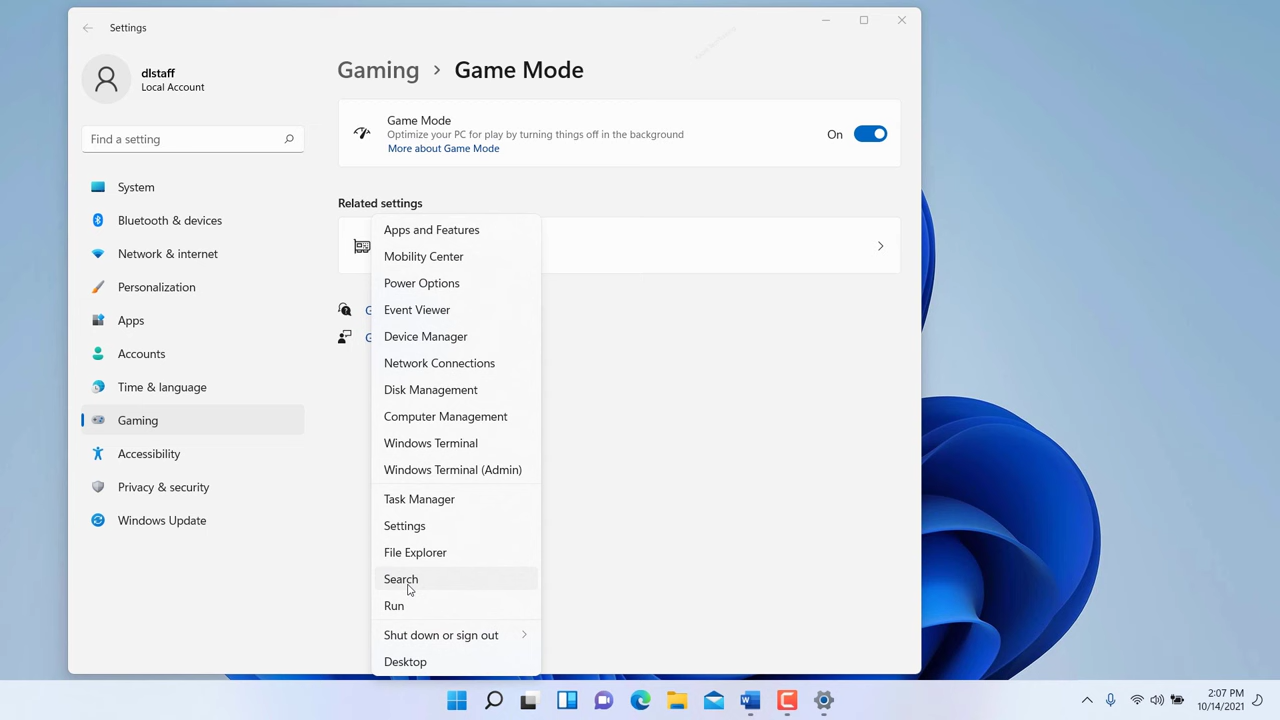 Settings
dlstaff
Local Account
Find a setting
System
Bluetooth & devices
Network & internet
Personalization
Apps
Accounts
Time & language
Gaming
Accessibility
Privacy & security
Windows Update
Gaming > Game Mode
Game Mode
Optimize your PC for play by turning things off in the background
More about Game Mode
On
Related settings
G
G
Apps and Features
Mobility Center
Power Options
Event Viewer
Device Manager
Network Connections
Disk Management
Computer Management
Windows Terminal
Windows Terminal (Admin)
Task Manager
Settings
File Explorer
Search
Run
Shut down or sign out
Desktop
2:07 PM
10/14/2021